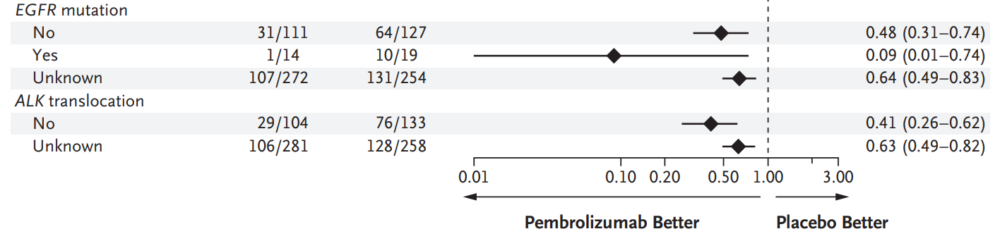 EGFR mutation
No 31/111 64/127 0.48 (0.31–0.74)
Yes 1/14 10/19 0.09 (0.01–0.74)
Unknown 107/272 131/254 0.64 (0.49–0.83)
ALK translocation
No 29/104 76/133 0.41 (0.26–0.62)
Unknown 106/281 128/258 0.63 (0.49–0.82)
0.01 0.10 0.20 0.50 1.00 3.00
Pembrolizumab Better Placebo Better